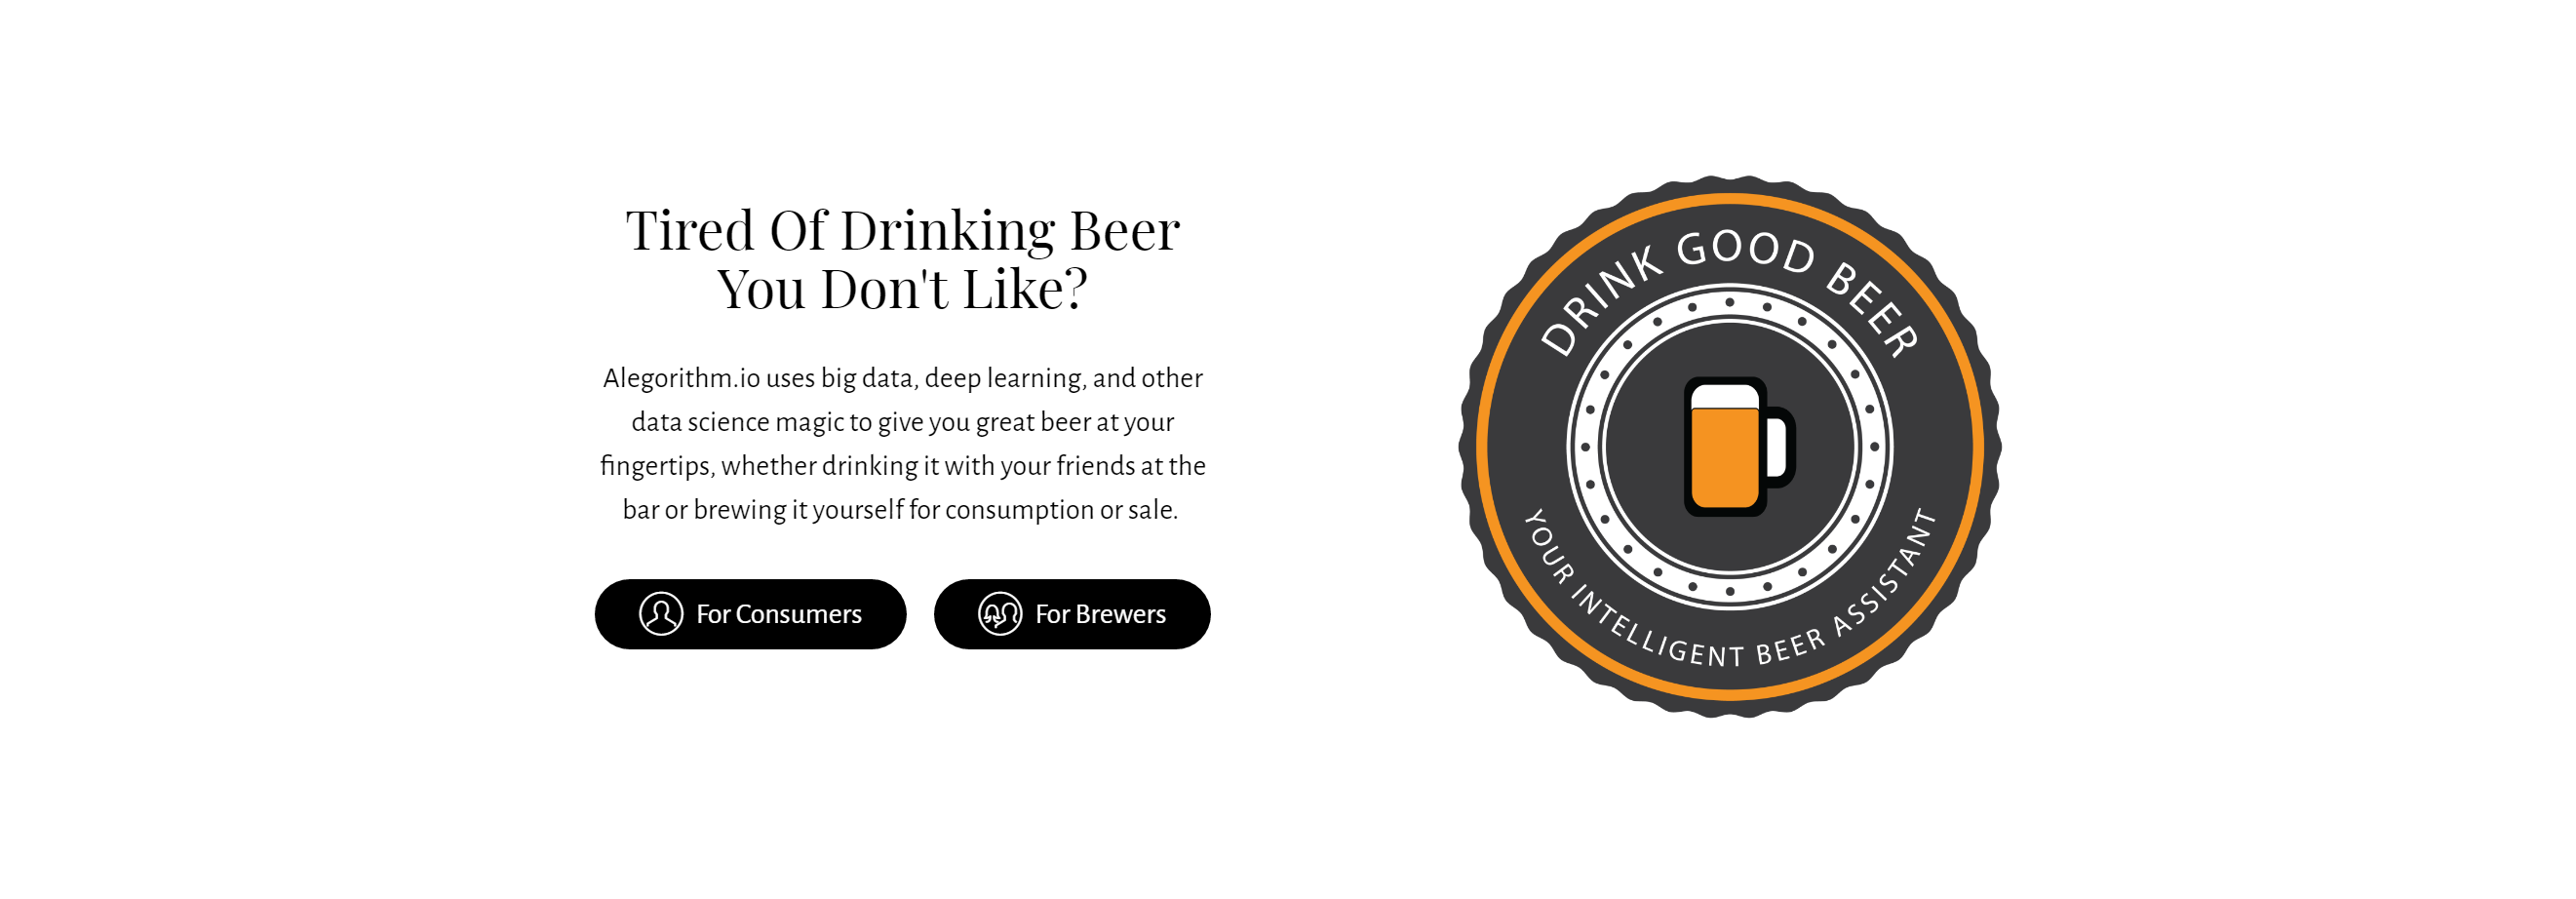 Tired Of Drinking Beer
You Don't Like?
Alegorithm.io uses big data, deep learning, and other
data science magic to give you great beer at your
fingertips, whether drinking it with your friends at the
bar or brewing it yourself for consumption or sale.
For Consumers
For Brewers
DRINK GOOD BEER
YOUR INTELLIGENT BEER ASSISTANT